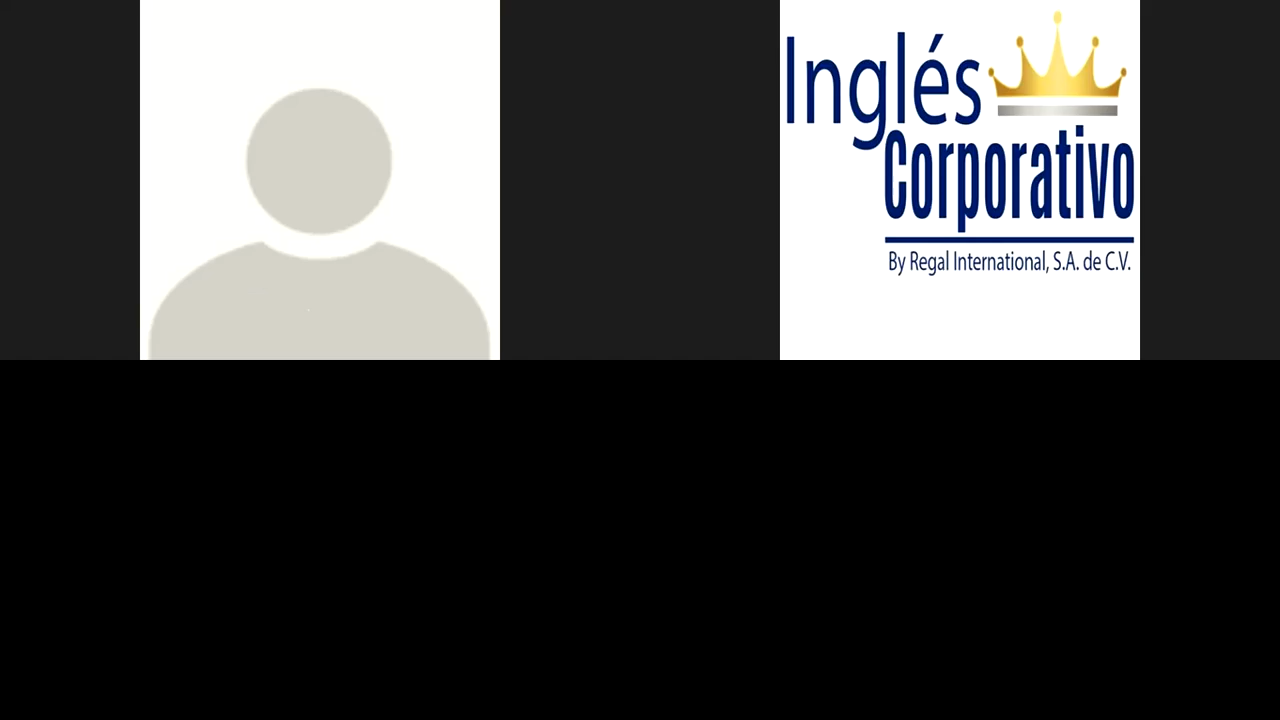 Inglés
Corporativo
By Regal International, S.A. de C.V.